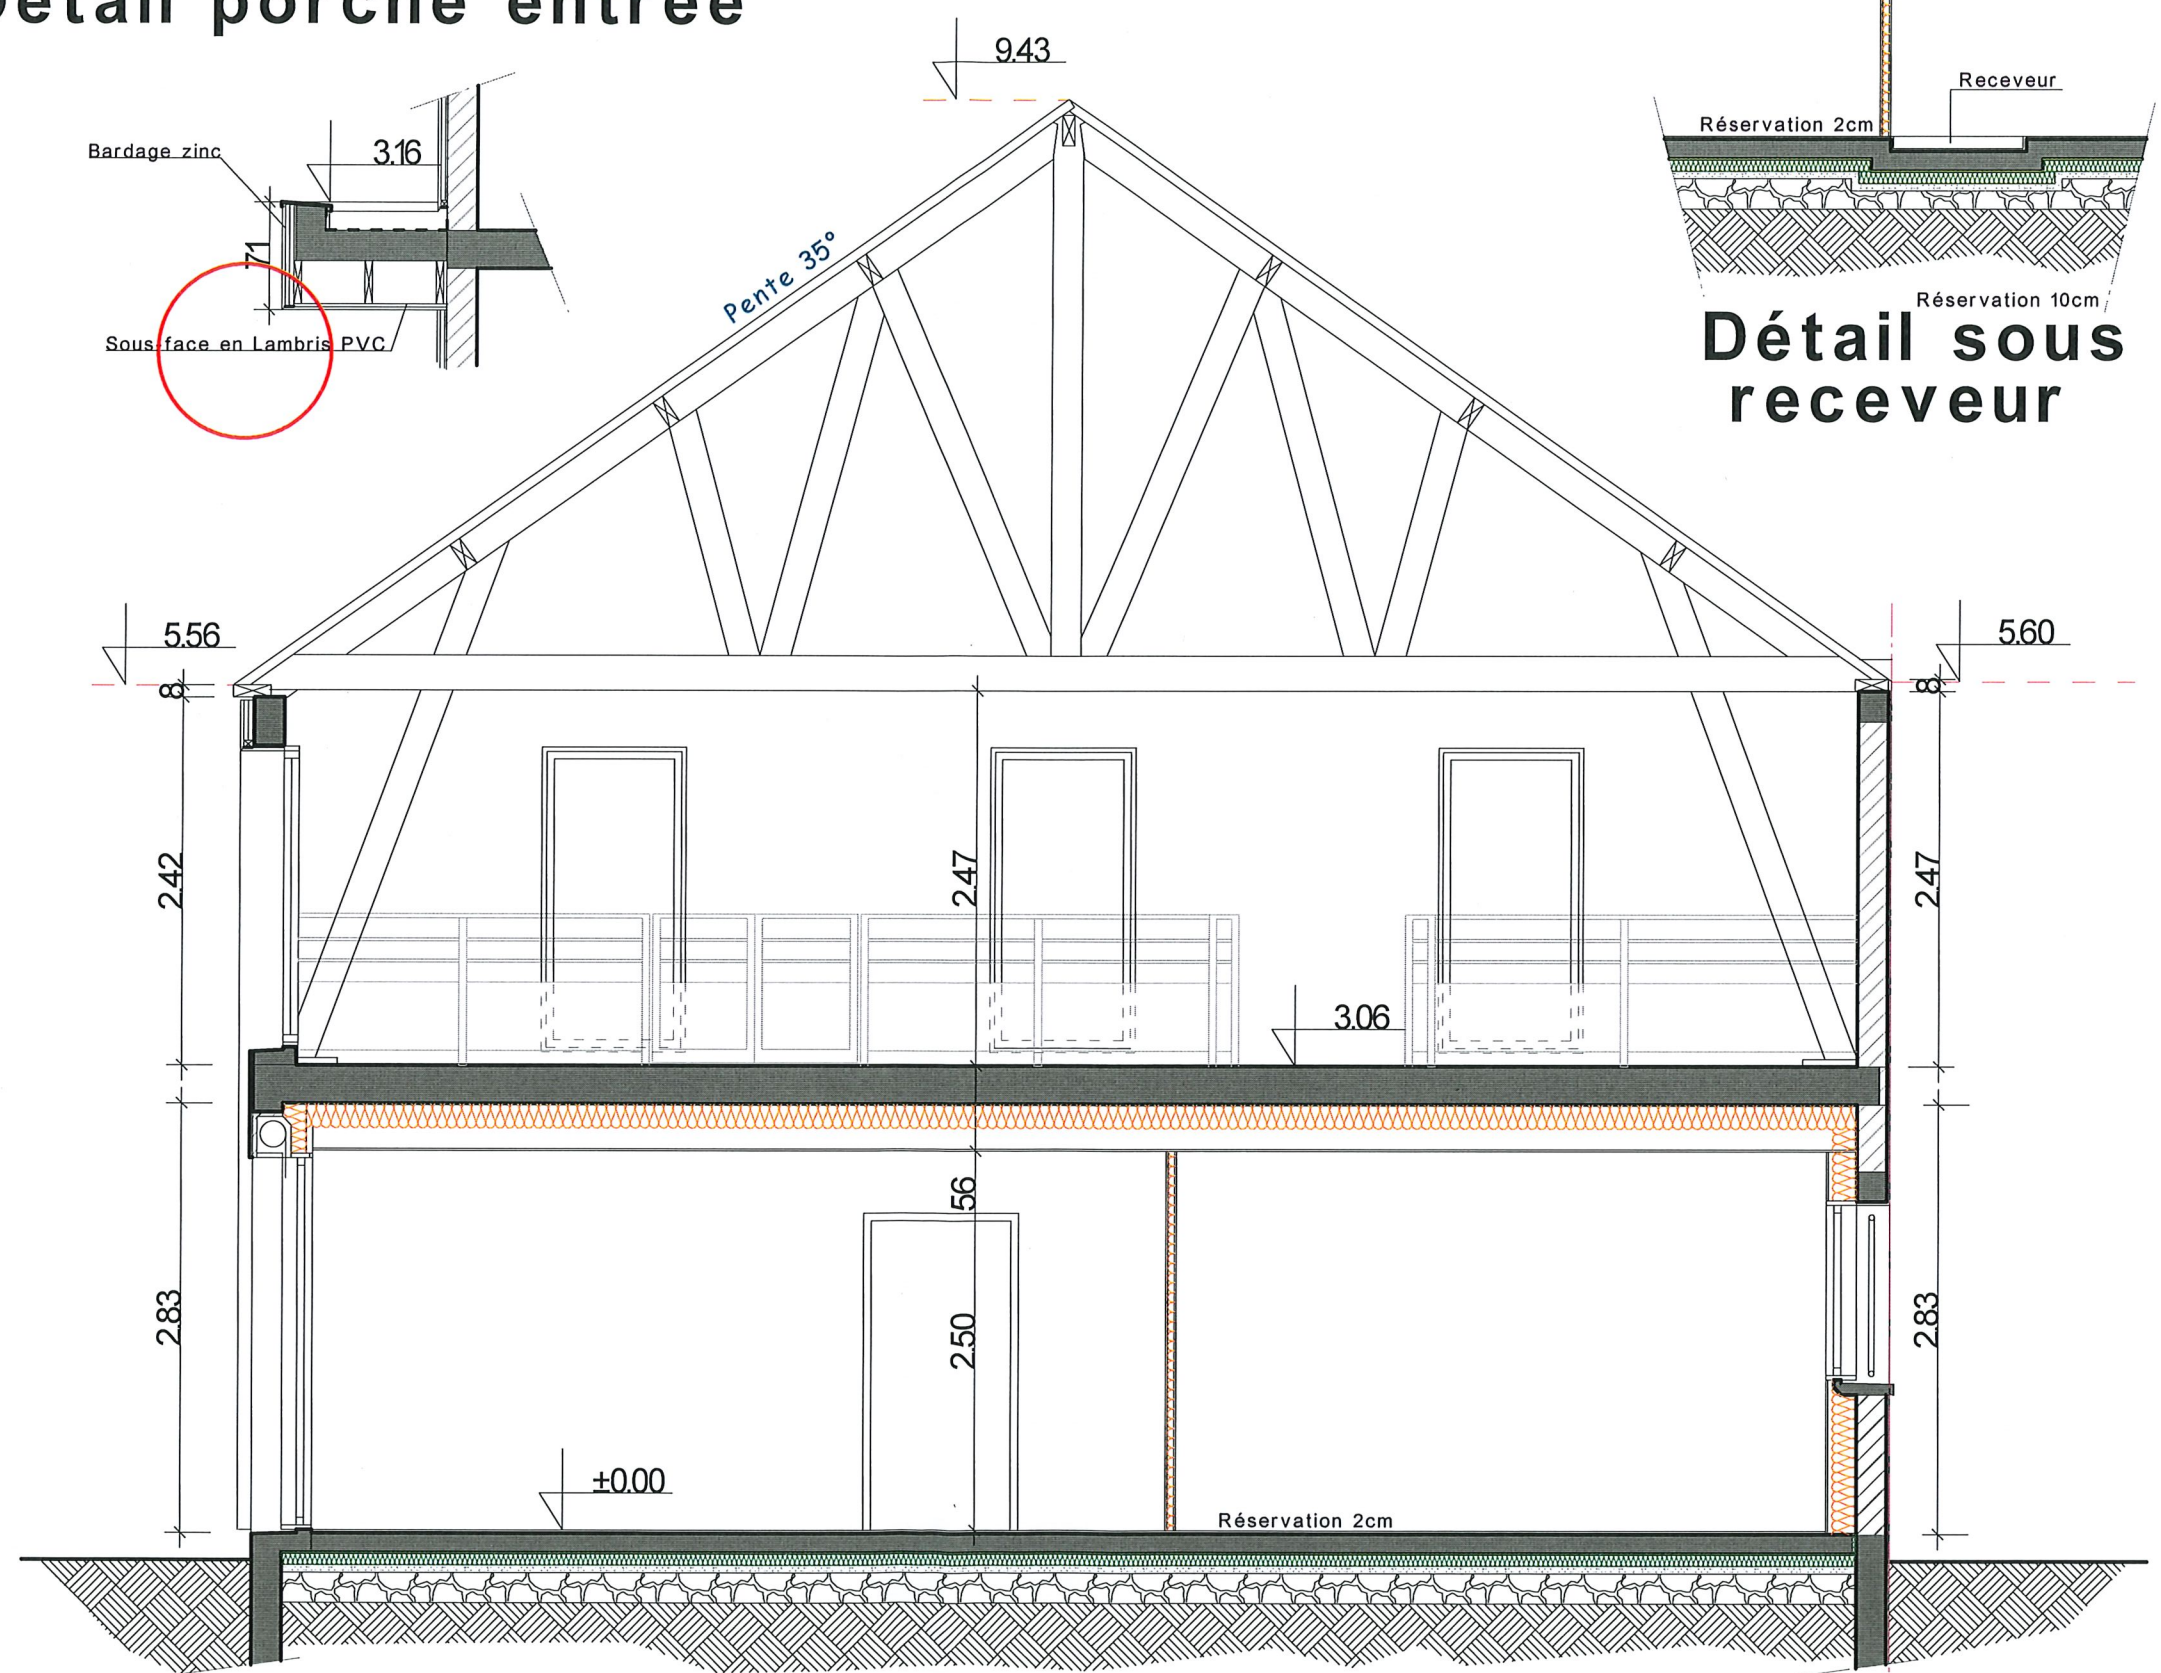 Détail porche entrée
9.43
Receveur
Réservation 2cm
Bardage zinc
3.16
71
Pente 35°
Réservation 10cm
Sous-face en Lambris PVC
Détail sous
receveur
5.56
5.60
8
8
2.42
2.47
2.47
3.06
56
2.83
2.50
2.83
±0.00
Réservation 2cm